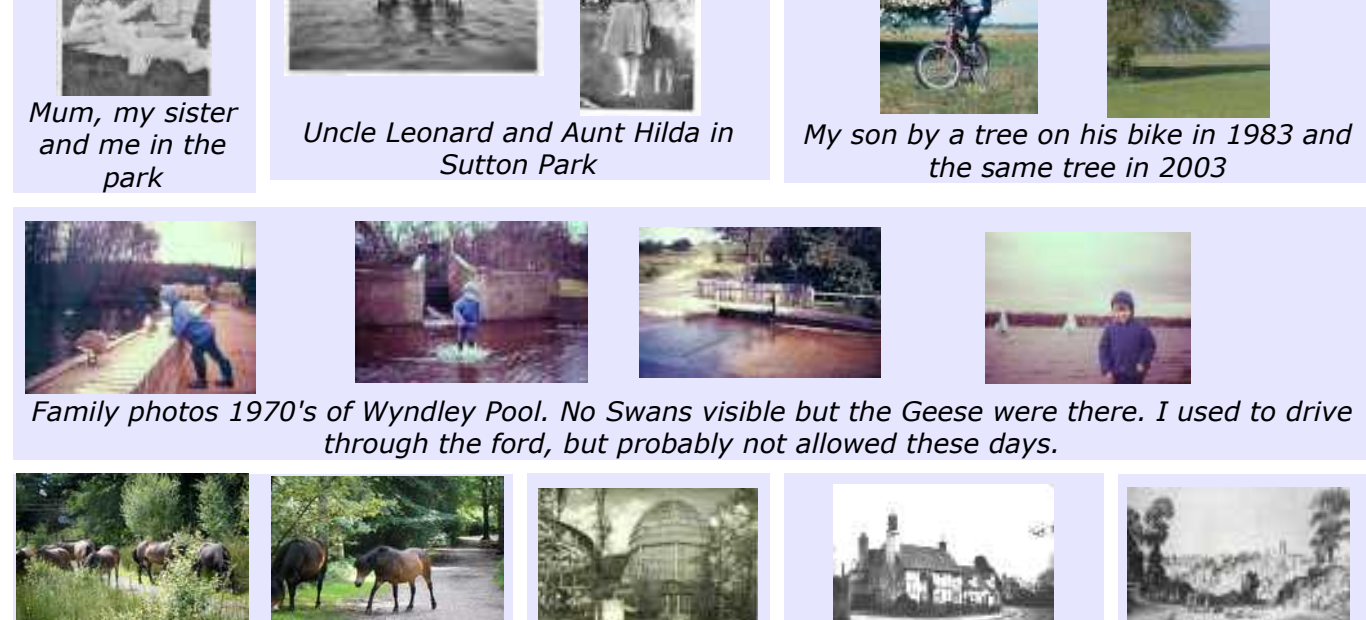 Mum, my sister
and me in the
park
Uncle Leonard and Aunt Hilda in
Sutton Park
My son by a tree on his bike in 1983 and
the same tree in 2003
Family photos 1970's of Wyndley Pool. No Swans visible but the Geese were there. I used to drive
through the ford, but probably not allowed these days.